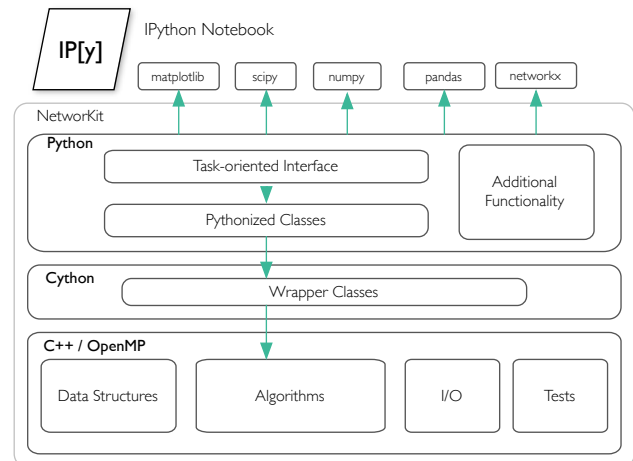 IP[y]
IPython Notebook
matplotlib
scipy
numpy
pandas
networkx
NetworKit
Python
Task-oriented Interface
Pythonized Classes
Additional
Functionality
Cython
Wrapper Classes
C++ / OpenMP
Data Structures
Algorithms
I/O
Tests